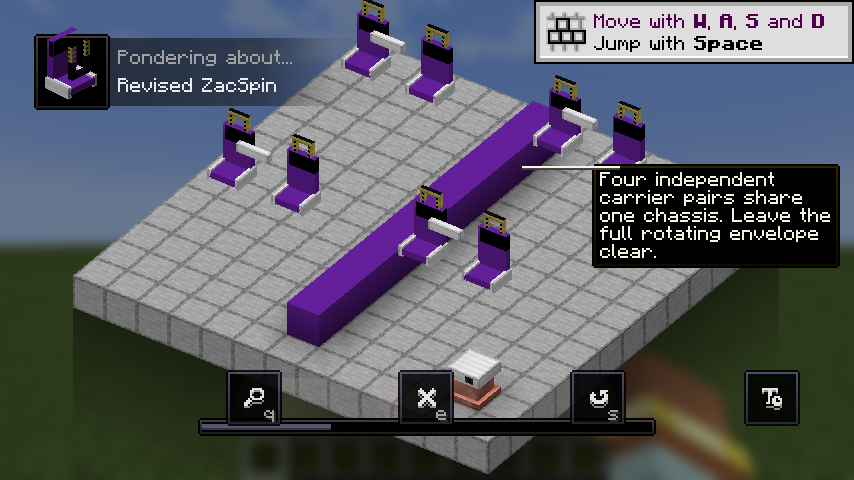 Move with W, A, S and D
Jump with Space
Pondering about...
Revised ZacSpin
Four independent
carrier pairs share
one chassis. Leave the
full rotating envelope
clear.
q
e
s
T